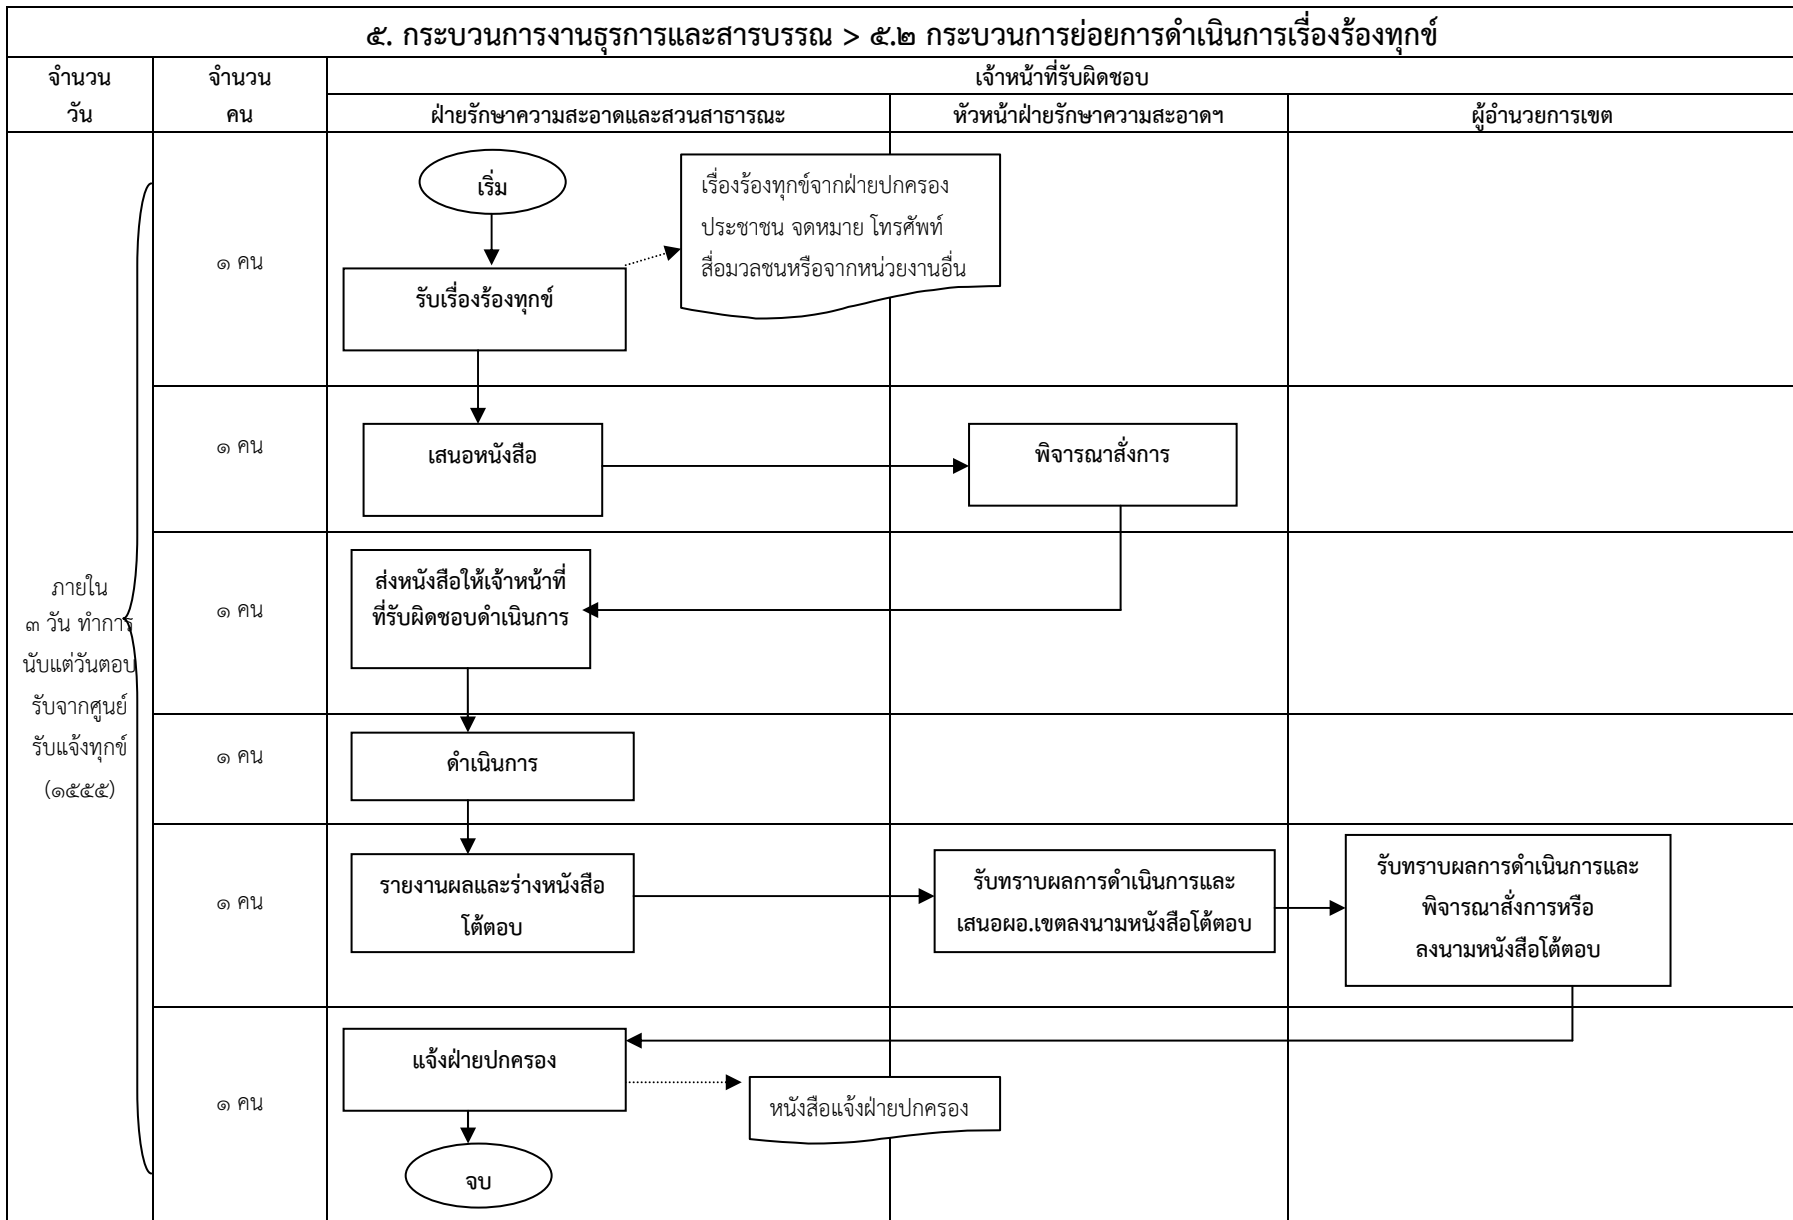 ๕. กระบวนการงานธุรการและสารบรรณ > ๕.๒ กระบวนการย่อยการดำเนินการเรื่องร้องทุกข์
จำนวน
วัน
จำนวน
คน
เจ้าหน้าที่รับผิดชอบ
ฝ่ายรักษาความสะอาดและสวนสาธารณะ
หัวหน้าฝ่ายรักษาความสะอาดฯ
ผู้อำนวยการเขต
ภายใน
๓ วัน ทำการ
นับแต่วันตอบ
รับจากศูนย์
รับแจ้งทุกข์
(๑๕๕๕)
๑ คน
เริ่ม
รับเรื่องร้องทุกข์
เรื่องร้องทุกข์จากฝ่ายปกครอง
ประชาชน จดหมาย โทรศัพท์
สื่อมวลชนหรือจากหน่วยงานอื่น
๑ คน
เสนอหนังสือ
พิจารณาสั่งการ
๑ คน
ส่งหนังสือให้เจ้าหน้าที่
ที่รับผิดชอบดำเนินการ
๑ คน
ดำเนินการ
๑ คน
รายงานผลและร่างหนังสือ
โต้ตอบ
รับทราบผลการดำเนินการและ
เสนอผอ.เขตลงนามหนังสือโต้ตอบ
รับทราบผลการดำเนินการและ
พิจารณาสั่งการหรือ
ลงนามหนังสือโต้ตอบ
๑ คน
แจ้งฝ่ายปกครอง
หนังสือแจ้งฝ่ายปกครอง
จบ